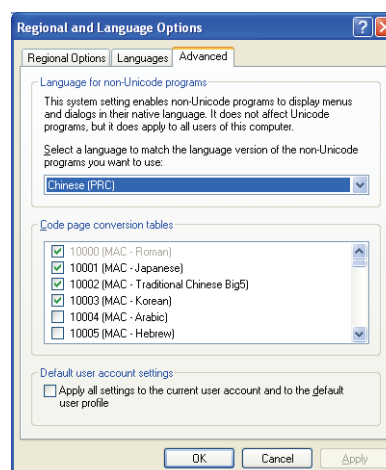 Regional and Language Options
Regional Options Languages Advanced
Language for non-Unicode programs
This system setting enables non-Unicode programs to display menus
and dialogs in their native language. It does not affect Unicode
programs, but it does apply to all users of this computer.
Select a language to match the language version of the non-Unicode
programs you want to use:
Chinese (PRC)
Code page conversion tables
10000 (MAC - Roman)
10001 (MAC - Japanese)
10002 (MAC - Traditional Chinese Big5)
10003 (MAC - Korean)
10004 (MAC - Arabic)
10005 (MAC - Hebrew)
Default user account settings
Apply all settings to the current user account and to the default
user profile
OK Cancel Apply